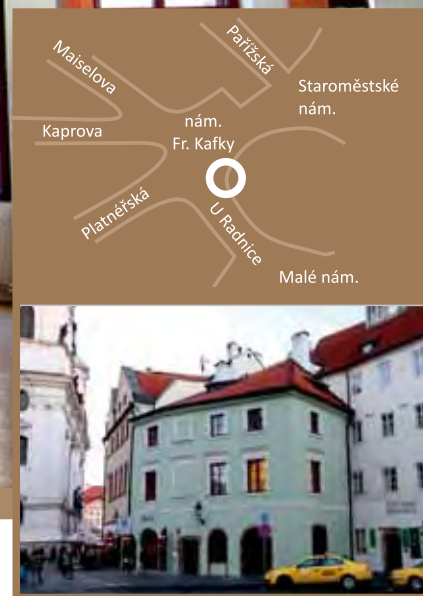 Pařížská
Maiselova
Staroměstské
nám.
nám.
Fr. Kafky
Kaprova
Platnéřská
U Radnice
Malé nám.